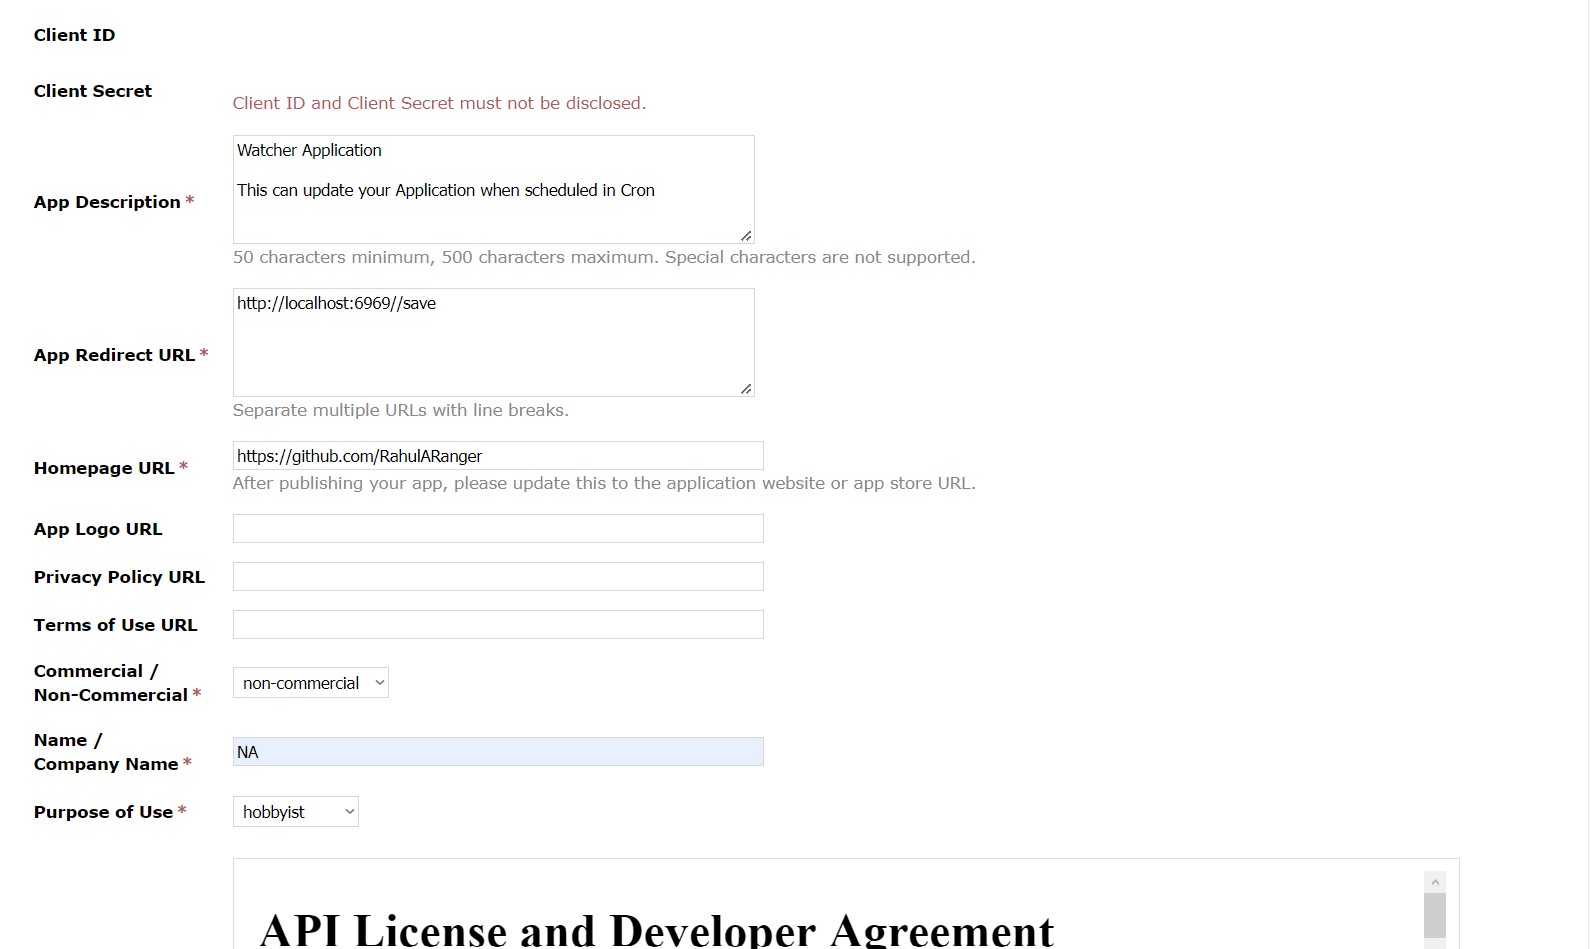 Client ID
Client Secret
Client ID and Client Secret must not be disclosed.
App Description *
Watcher Application
This can update your Application when scheduled in Cron
50 characters minimum, 500 characters maximum. Special characters are not supported.
App Redirect URL *
http://localhost:6969//save
Separate multiple URLs with line breaks.
Homepage URL *
https://github.com/RahulARanger
After publishing your app, please update this to the application website or app store URL.
App Logo URL
Privacy Policy URL
Terms of Use URL
Commercial /
Non-Commercial *
non-commercial
Name /
Company Name *
NA
Purpose of Use *
hobbyist
API License and Developer Agreement